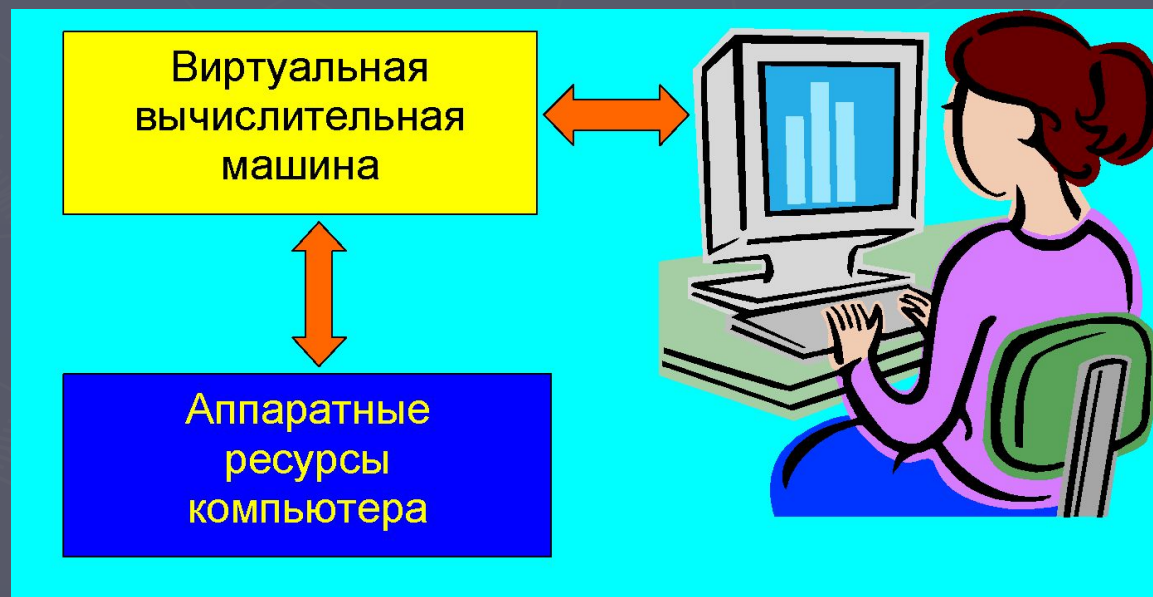 Виртуальная
вычислительная
машина
Аппаратные
ресурсы
компьютера